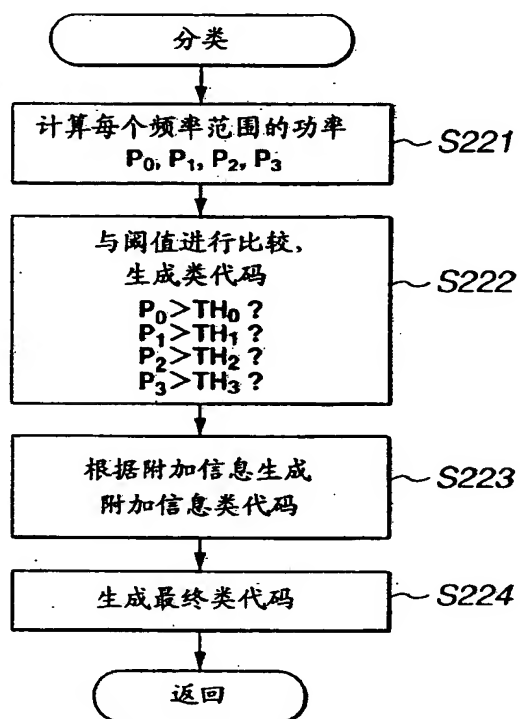 分类
计算每个频率范围的功率
P₀, P₁, P₂, P₃
S221
与阈值进行比较,
生成类代码
P₀>TH₀ ?
P₁>TH₁ ?
P₂>TH₂ ?
P₃>TH₃ ?
S222
根据附加信息生成
附加信息类代码
S223
生成最终类代码
S224
返回